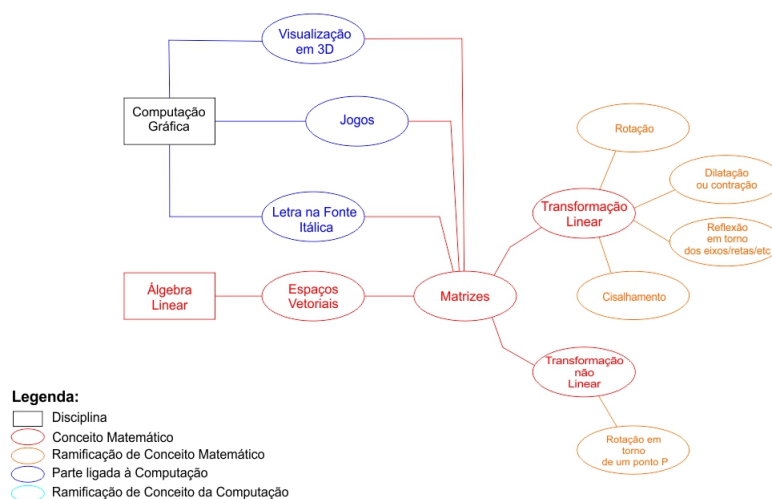 Visualização
em 3D
Computação
Gráfica
Jogos
Rotação
Dilatação
ou contração
Letra na Fonte
Itálica
Transformação
Linear
Reflexão
em torno
dos eixos/retas/etc
Álgebra
Linear
Espaços
Vetoriais
Matrizes
Cisalhamento
Transformação
não
Linear
Rotação em
torno
de um ponto P
Legenda:
Disciplina
Conceito Matemático
Ramificação de Conceito Matemático
Parte ligada à Computação
Ramificação de Conceito da Computação